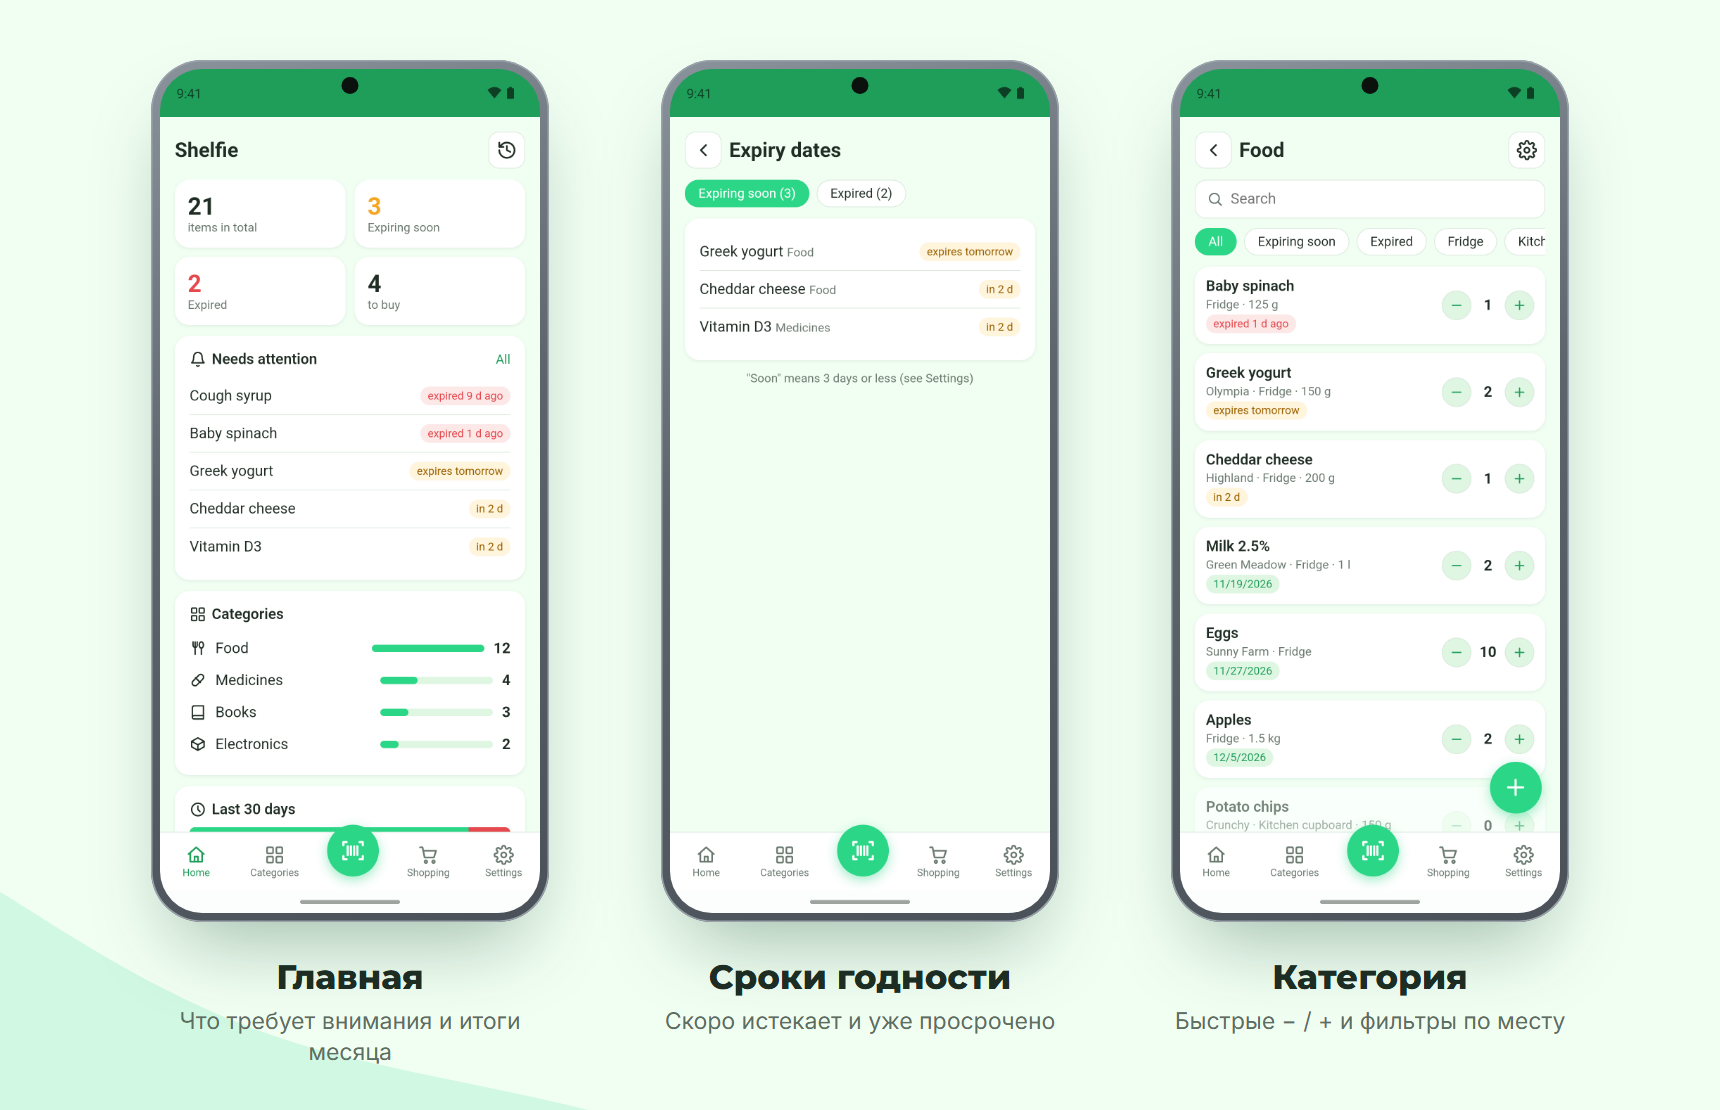 9:41
Shelfie
21
items in total
3
Expiring soon
2
Expired
4
to buy
Needs attention
All
Cough syrup
expired 9 d ago
Baby spinach
expired 1 d ago
Greek yogurt
expires tomorrow
Cheddar cheese
in 2 d
Vitamin D3
in 2 d
Categories
Food
12
Medicines
4
Books
3
Electronics
2
Last 30 days
Home
Categories
Shopping
Settings
Главная
Что требует внимания и итоги
месяца
9:41
Expiry dates
Expiring soon (3)
Expired (2)
Greek yogurt Food
expires tomorrow
Cheddar cheese Food
in 2 d
Vitamin D3 Medicines
in 2 d
"Soon" means 3 days or less (see Settings)
Home
Categories
Shopping
Settings
Сроки годности
Скоро истекает и уже просрочено
9:41
Food
Search
All
Expiring soon
Expired
Fridge
Kitch
Baby spinach
Fridge · 125 g
expired 1 d ago
− 1 +
Greek yogurt
Olympia · Fridge · 150 g
expires tomorrow
− 2 +
Cheddar cheese
Highland · Fridge · 200 g
in 2 d
− 1 +
Milk 2.5%
Green Meadow · Fridge · 1 l
11/19/2026
− 2 +
Eggs
Sunny Farm · Fridge
11/27/2026
− 10 +
Apples
Fridge · 1.5 kg
12/5/2026
− 2 +
+
Potato chips
Crunchy · Kitchen cupboard · 150 g
− 0 +
Home
Categories
Shopping
Settings
Категория
Быстрые − / + и фильтры по месту